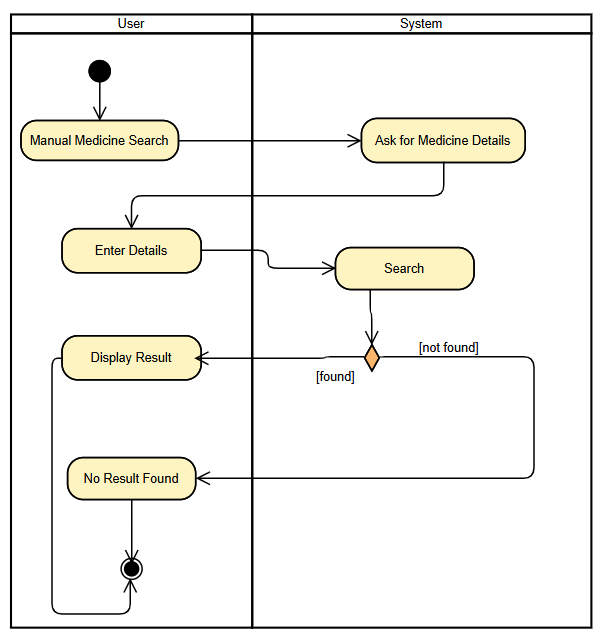 User
System
Manual Medicine Search
Ask for Medicine Details
Enter Details
Search
Display Result
[not found]
[found]
No Result Found